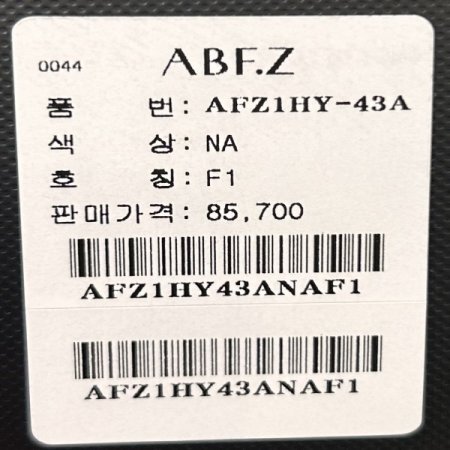 0044 ABF.Z
품 번: AFZ1HY-43A
색 상: NA
호 칭: F1
판매가격: 85,700
AFZ1HY43ANAF1
AFZ1HY43ANAF1